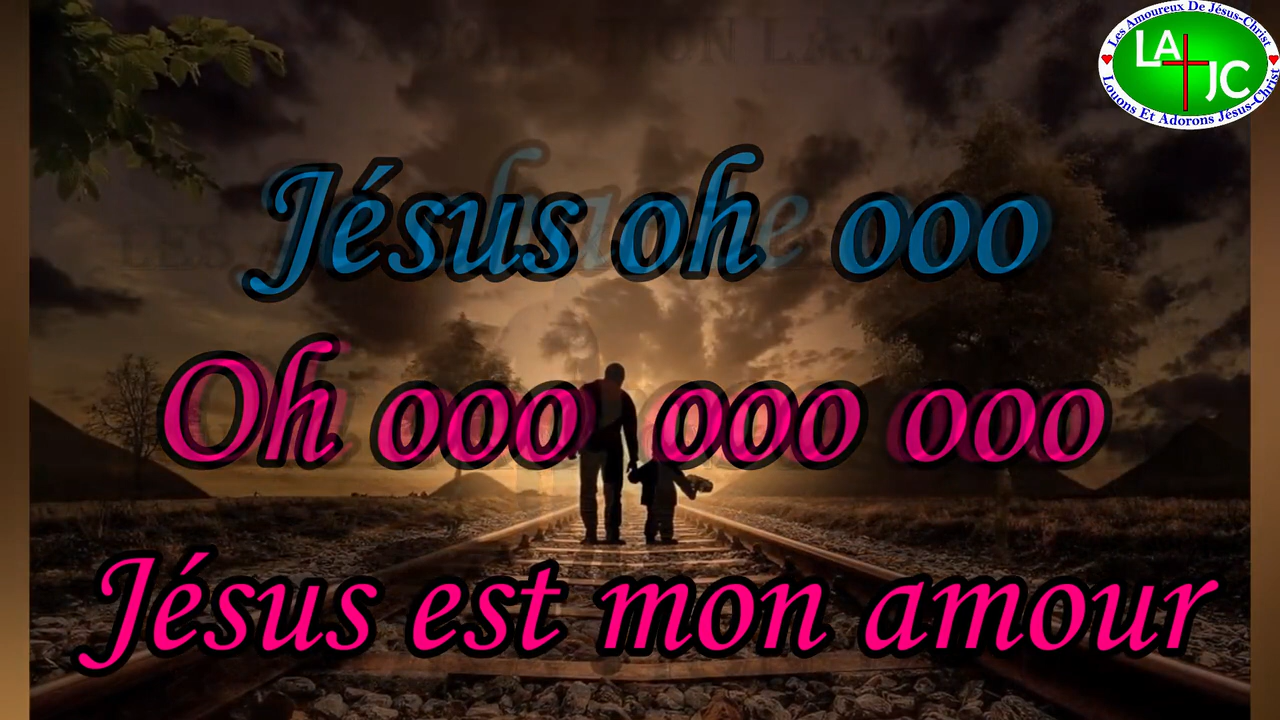 Les Amoureux De Jésus-Christ
LA JC
Louons Et Adorons Jésus-Christ
Jésus oh ooo
Oh ooo ooo ooo
Jésus est mon amour